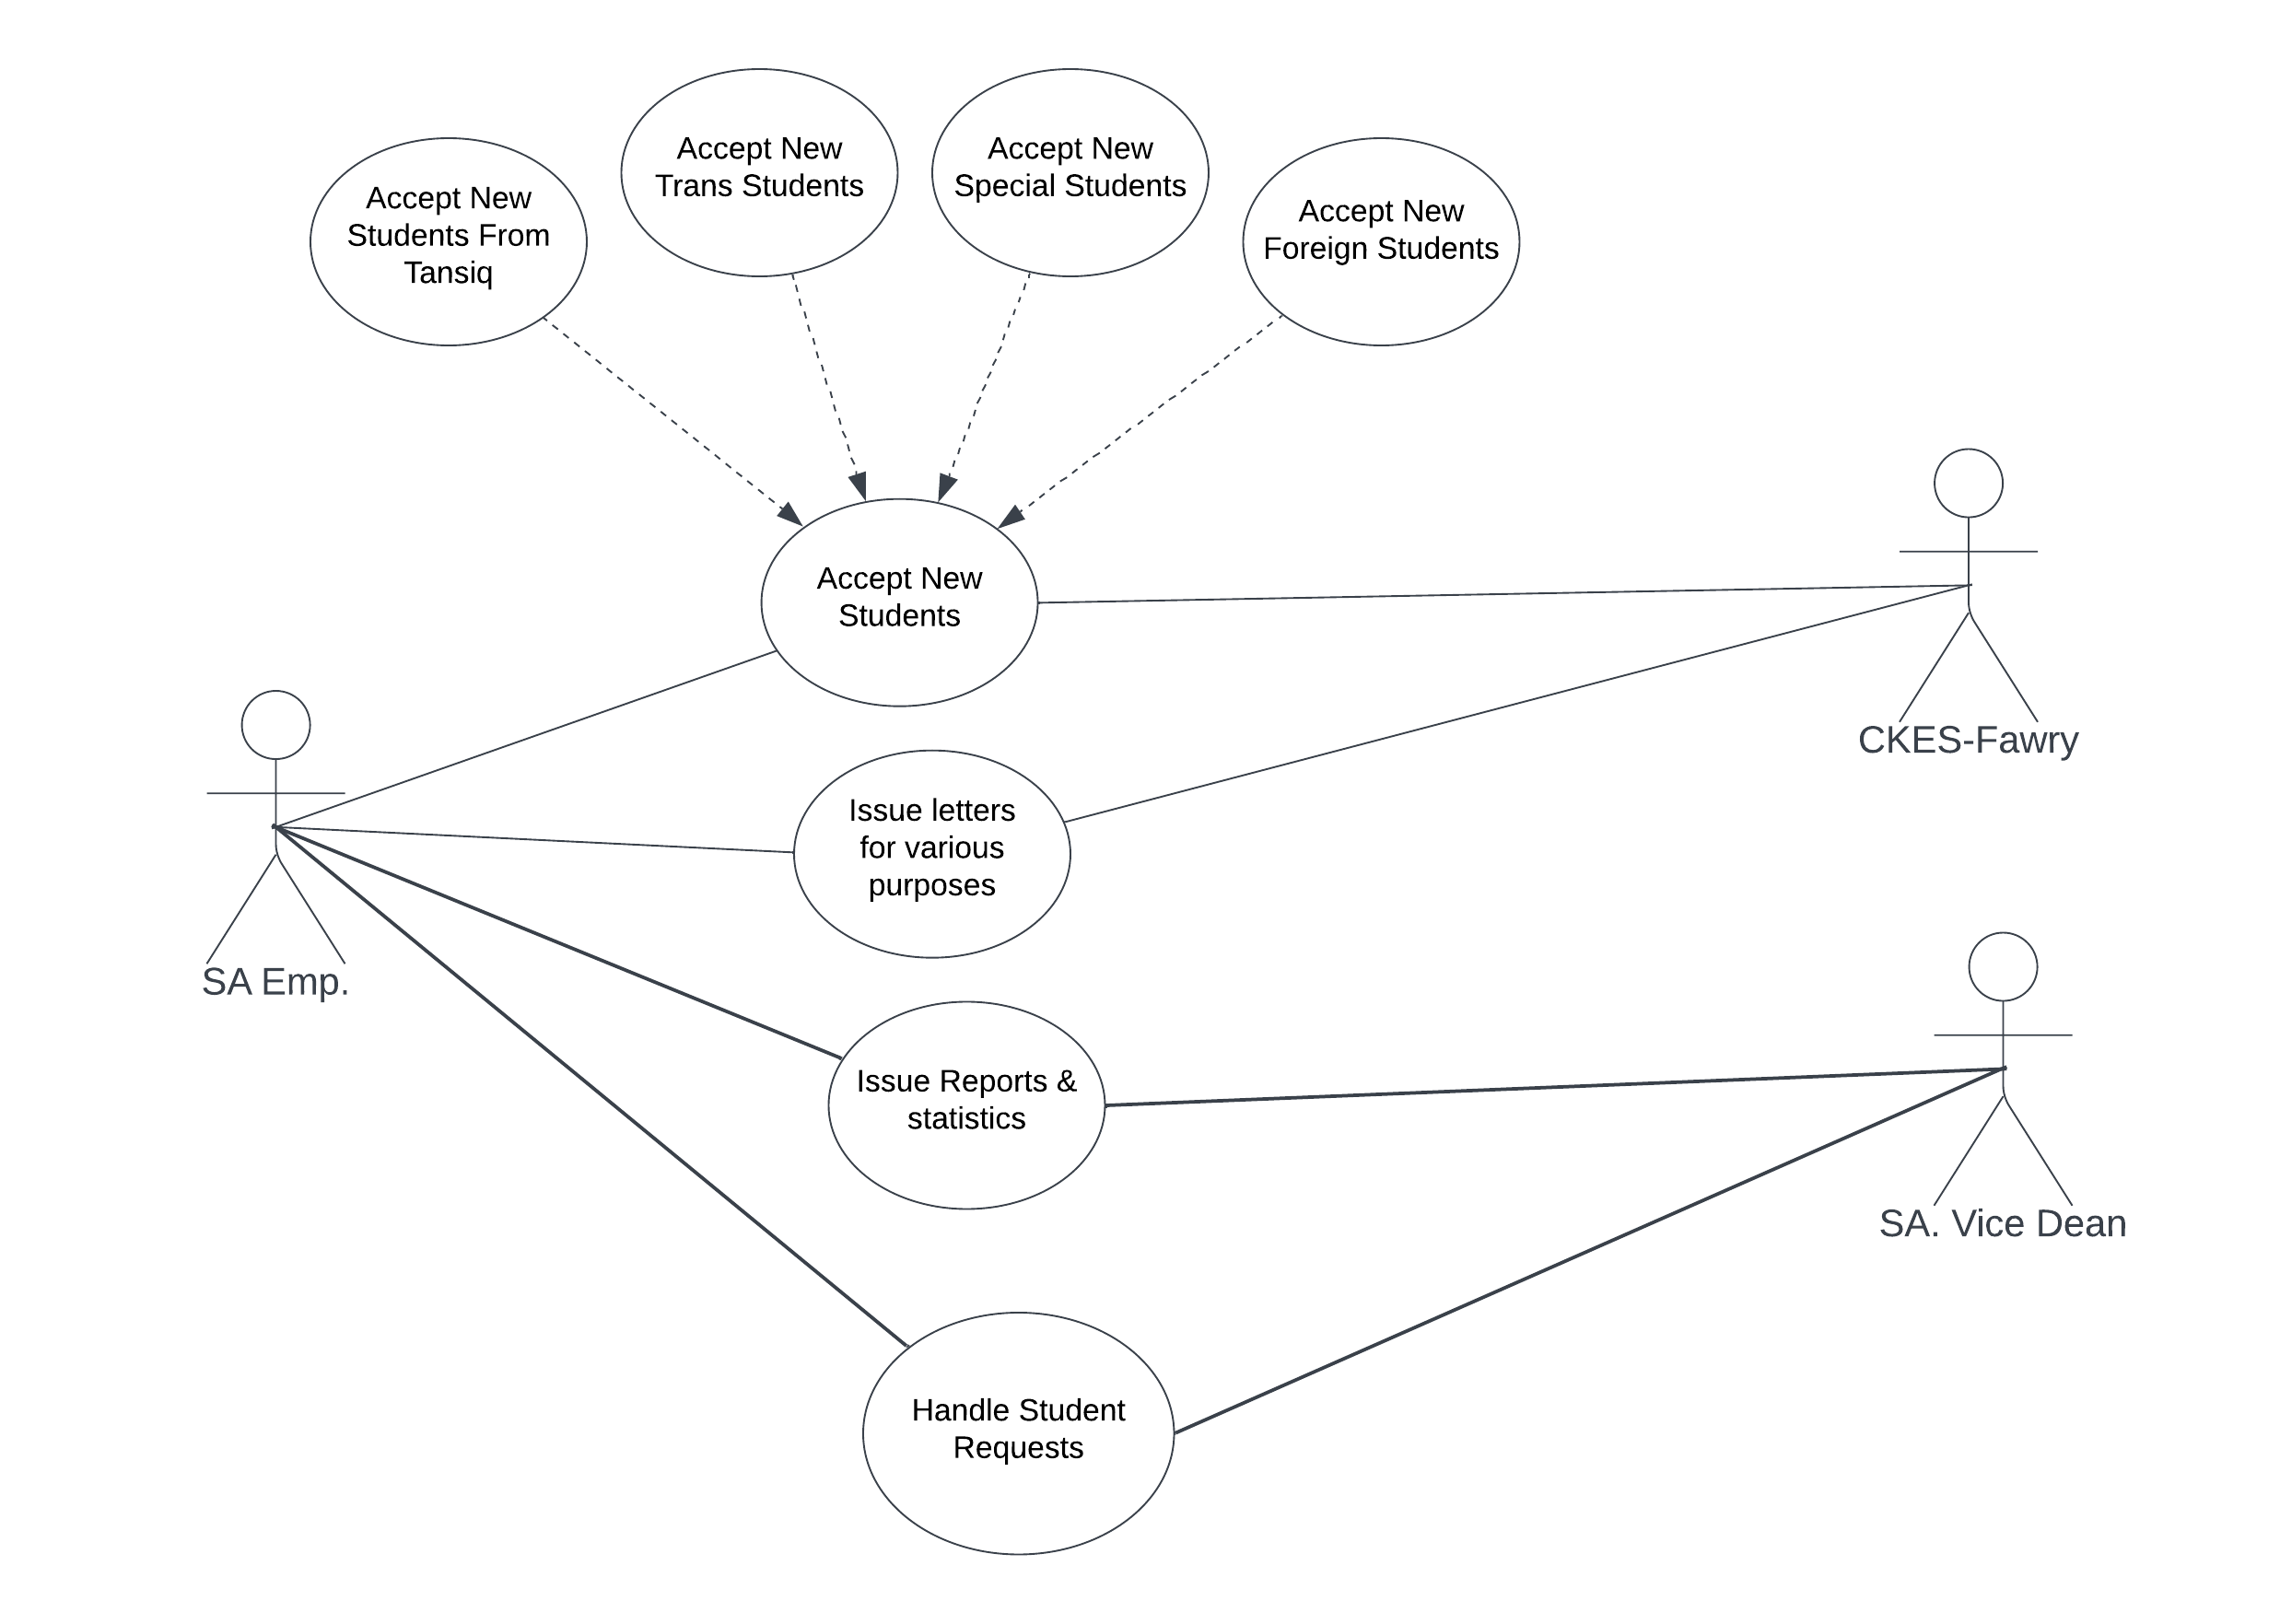 Accept New
Students From
Tansiq
Accept New
Trans Students
Accept New
Special Students
Accept New
Foreign Students
Accept New
Students
CKES-Fawry
Issue letters
for various
purposes
SA Emp.
Issue Reports &
statistics
SA. Vice Dean
Handle Student
Requests